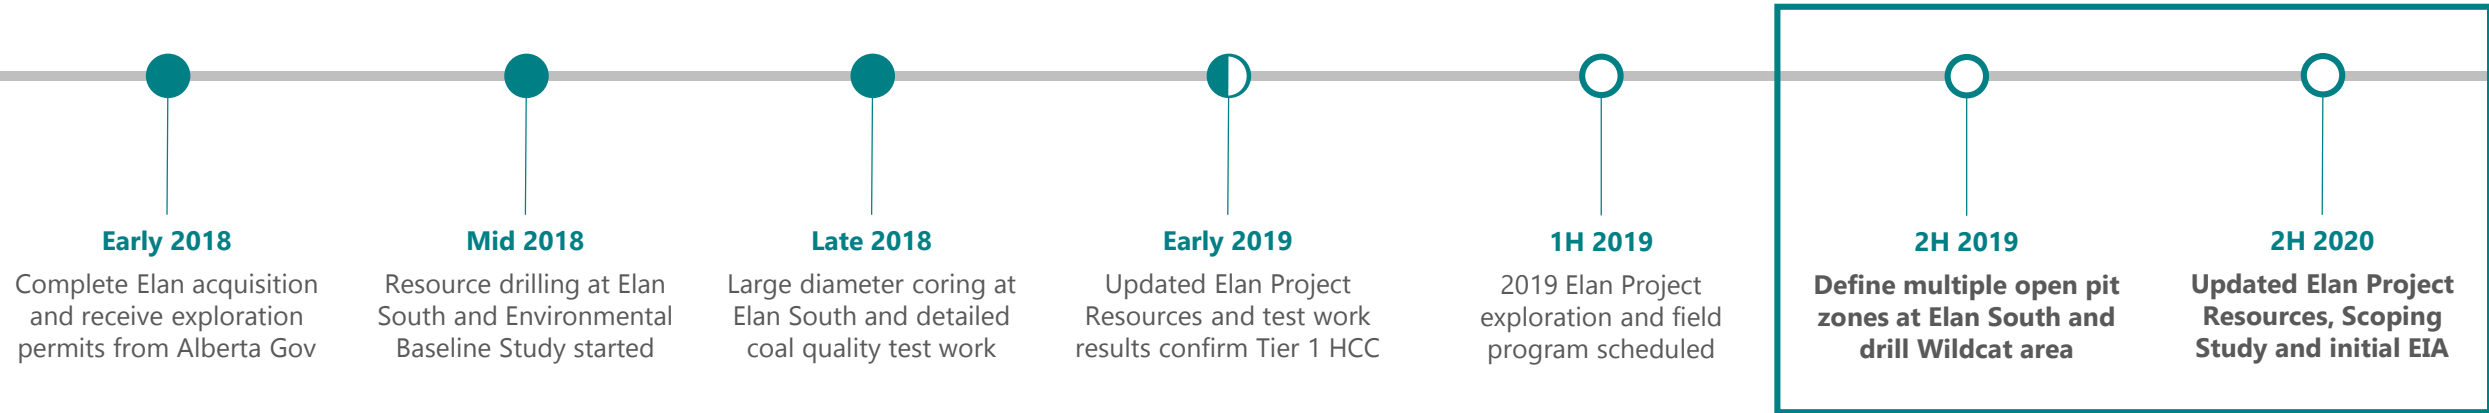 Early 2018
Complete Elan acquisition
and receive exploration
permits from Alberta Gov
Mid 2018
Resource drilling at Elan
South and Environmental
Baseline Study started
Late 2018
Large diameter coring at
Elan South and detailed
coal quality test work
Early 2019
Updated Elan Project
Resources and test work
results confirm Tier 1 HCC
1H 2019
2019 Elan Project
exploration and field
program scheduled
2H 2019
Define multiple open pit
zones at Elan South and
drill Wildcat area
2H 2020
Updated Elan Project
Resources, Scoping
Study and initial EIA